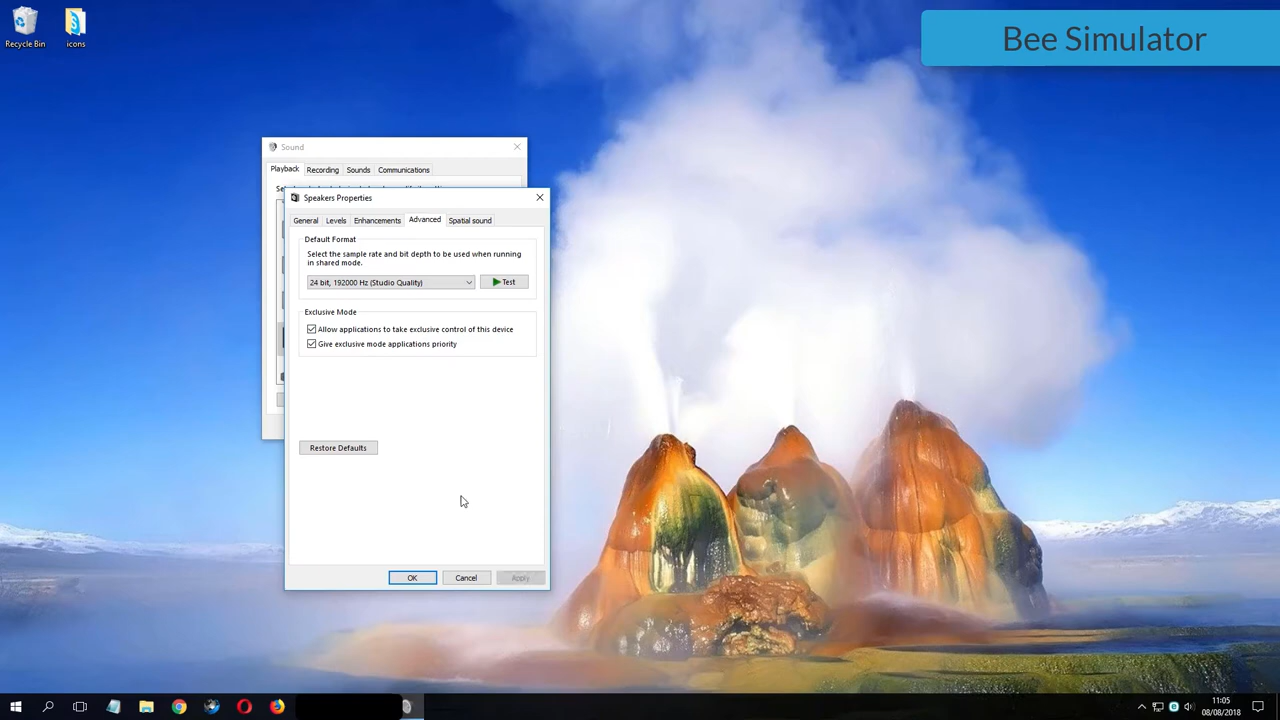 Bee Simulator
Recycle Bin
icons
Sound
Playback
Recording
Sounds
Communications
Speakers Properties
General
Levels
Enhancements
Advanced
Spatial sound
Default Format
Select the sample rate and bit depth to be used when running
in shared mode.
24 bit, 192000 Hz (Studio Quality)
Test
Exclusive Mode
Allow applications to take exclusive control of this device
Give exclusive mode applications priority
Restore Defaults
OK
Cancel
Apply
11:05
08/08/2018